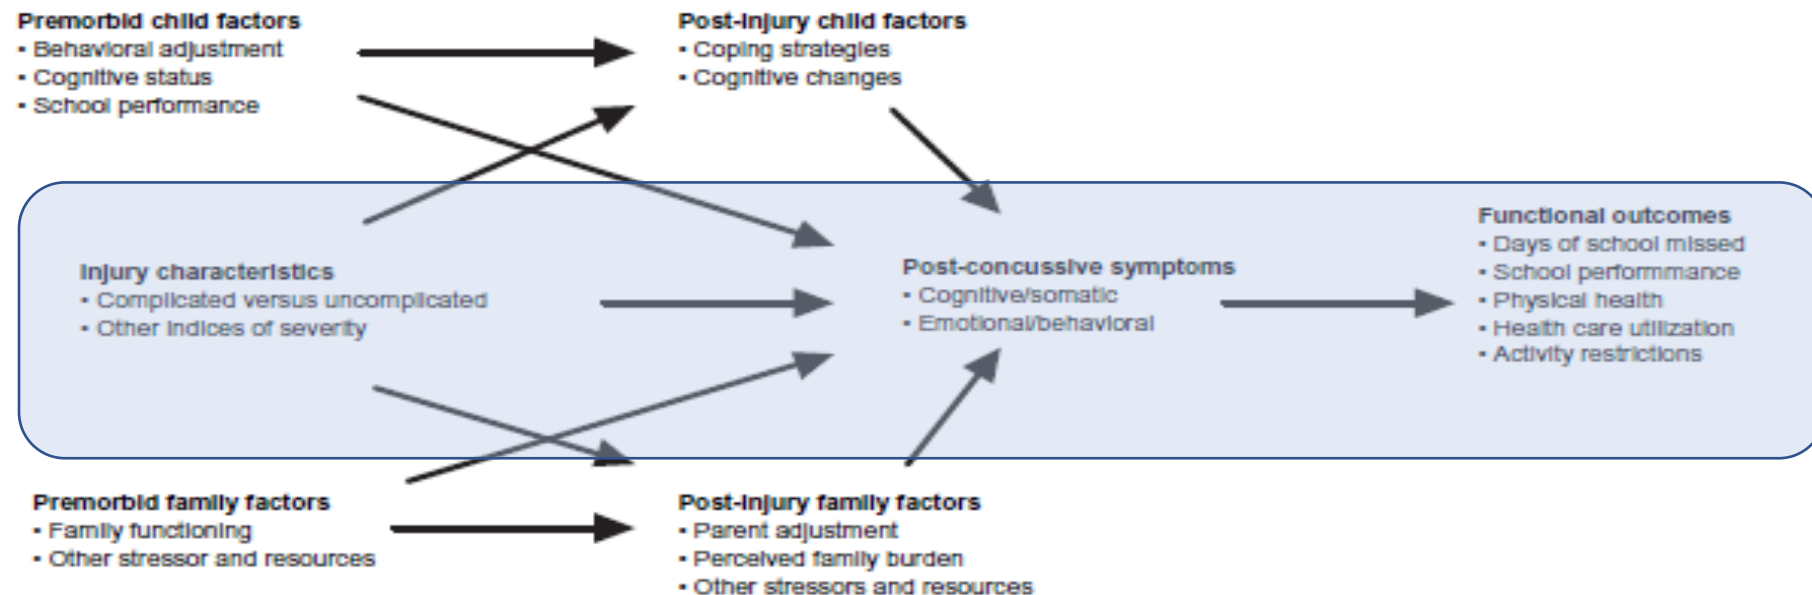 Premorbid child factors
▪ Behavioral adjustment
▪ Cognitive status
▪ School performance
Post-injury child factors
▪ Coping strategies
▪ Cognitive changes
Injury characteristics
▪ Complicated versus uncomplicated
▪ Other indices of severity
Post-concussive symptoms
▪ Cognitive/somatic
▪ Emotional/behavioral
Functional outcomes
▪ Days of school missed
▪ School performmance
▪ Physical health
▪ Health care utilization
▪ Activity restrictions
Premorbid family factors
▪ Family functioning
▪ Other stressor and resources
Post-injury family factors
▪ Parent adjustment
▪ Perceived family burden
▪ Other stressors and resources